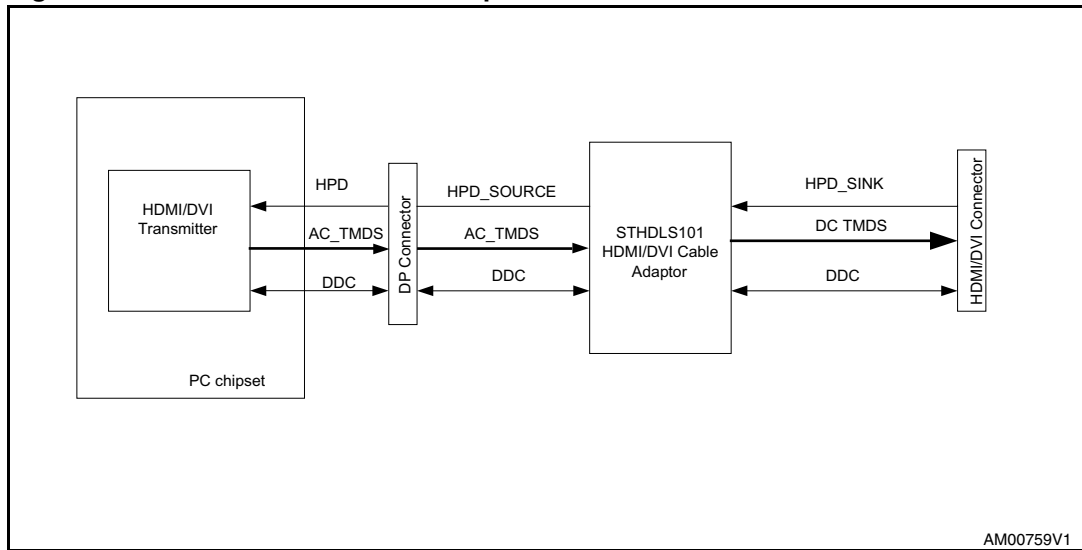 HDMI/DVI
Transmitter
PC chipset
HPD
AC_TMDS
DDC
DP Connector
HPD_SOURCE
AC_TMDS
DDC
STHDLS101
HDMI/DVI Cable
Adaptor
HPD_SINK
DC TMDS
DDC
HDMI/DVI Connector
AM00759V1